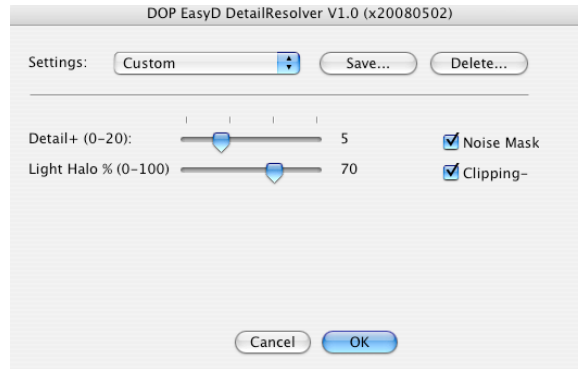 DOP EasyD DetailResolver V1.0 (x20080502)
Settings: Custom Save... Delete...
Detail+ (0-20): 5 Noise Mask
Light Halo % (0-100) 70 Clipping-
Cancel OK